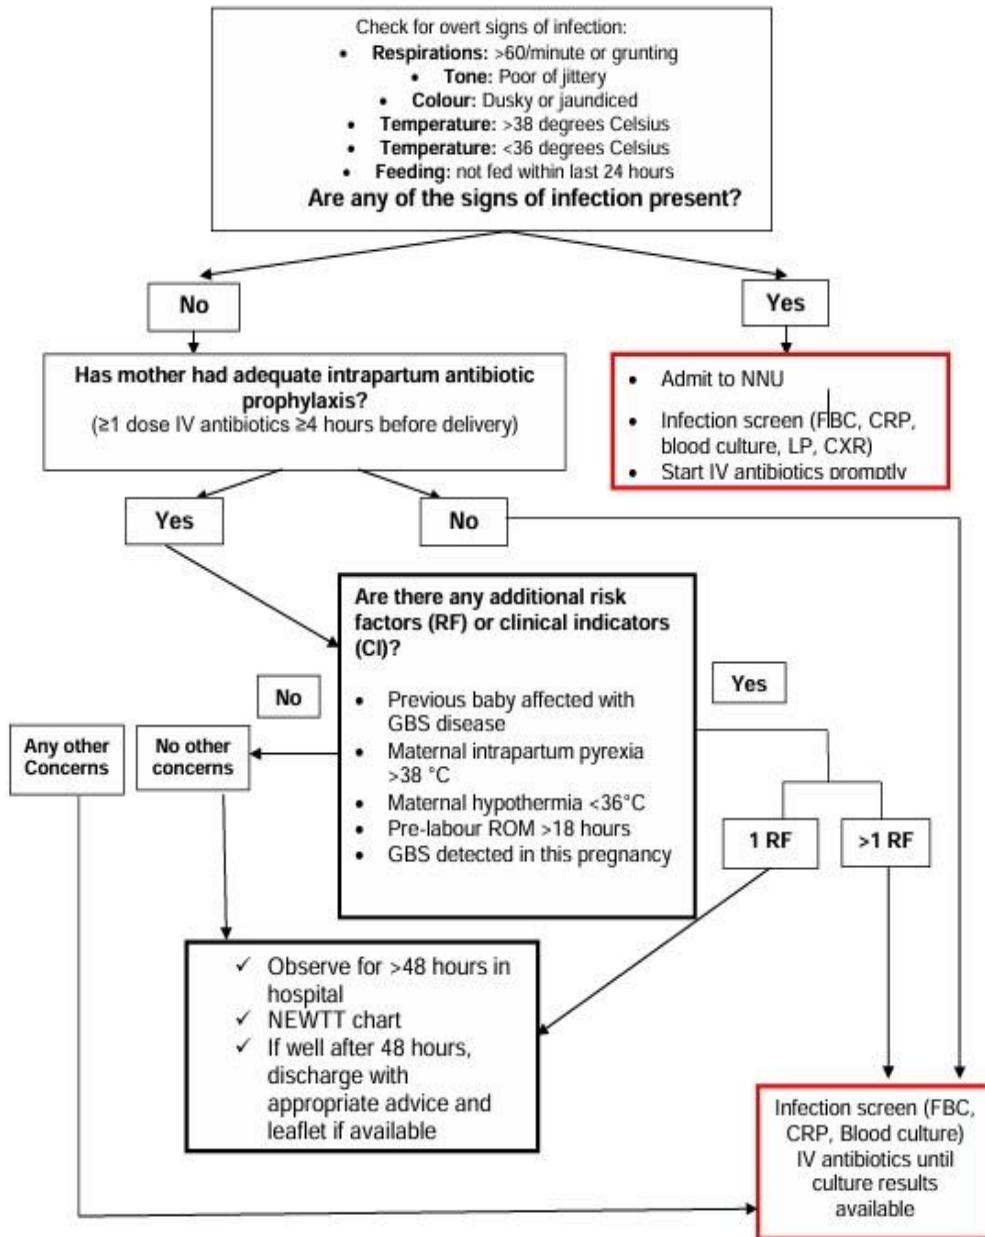 Check for overt signs of infection:
• Respirations: >60/minute or grunting
• Tone: Poor of jittery
• Colour: Dusky or jaundiced
• Temperature: >38 degrees Celsius
• Temperature: <36 degrees Celsius
• Feeding: not fed within last 24 hours
Are any of the signs of infection present?
No
Yes
Has mother had adequate intrapartum antibiotic
prophylaxis?
(≥1 dose IV antibiotics ≥4 hours before delivery)
• Admit to NNU
• Infection screen (FBC, CRP,
blood culture, LP, CXR)
• Start IV antibiotics promptly
Yes
No
Are there any additional risk
factors (RF) or clinical indicators
(CI)?
• Previous baby affected with
GBS disease
• Maternal intrapartum pyrexia
>38 °C
• Maternal hypothermia <36°C
• Pre-labour ROM >18 hours
• GBS detected in this pregnancy
No
Yes
Any other
Concerns
No other
concerns
1 RF
>1 RF
✓ Observe for >48 hours in
hospital
✓ NEWTT chart
✓ If well after 48 hours,
discharge with
appropriate advice and
leaflet if available
Infection screen (FBC,
CRP, Blood culture)
IV antibiotics until
culture results
available